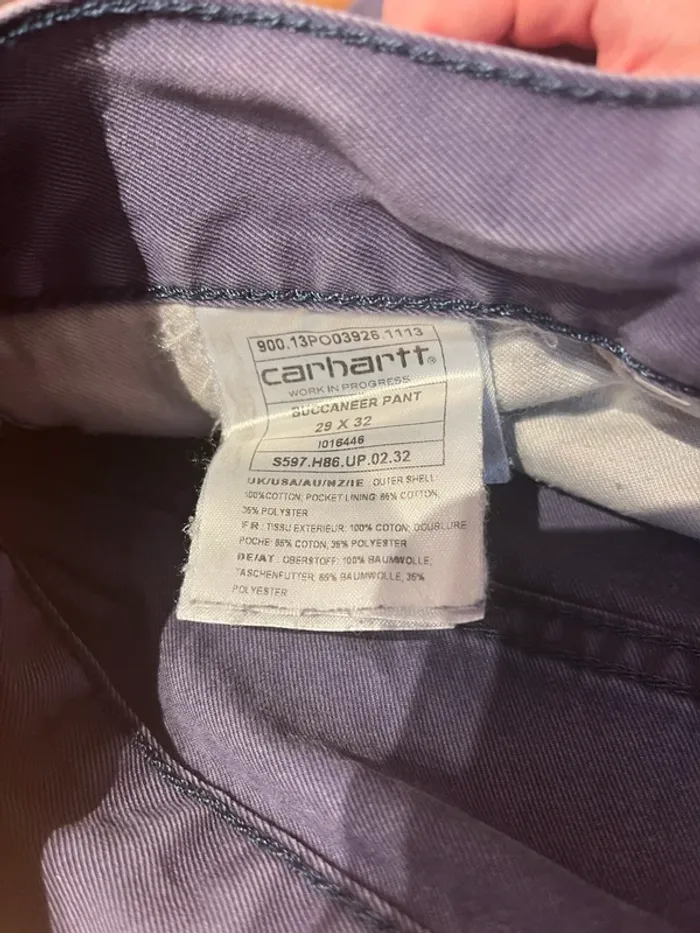 900.13PO03926.1113
carhartt®
WORK IN PROGRESS
BUCCANEER PANT
29 X 32
I016446
S597.H86.UP.02.32
UK/USA/AU/NZ/IE OUTER SHELL:
100%COTTON; POCKET LINING: 65% COTTON,
35% POLYESTER
FR: TISSU EXTERIEUR: 100% COTON; DOUBLURE
POCHE: 65% COTON, 35% POLYESTER
DE/AT: OBERSTOFF: 100% BAUMWOLLE;
TASCHENFUTTER: 65% BAUMWOLLE, 35%
POLYESTER